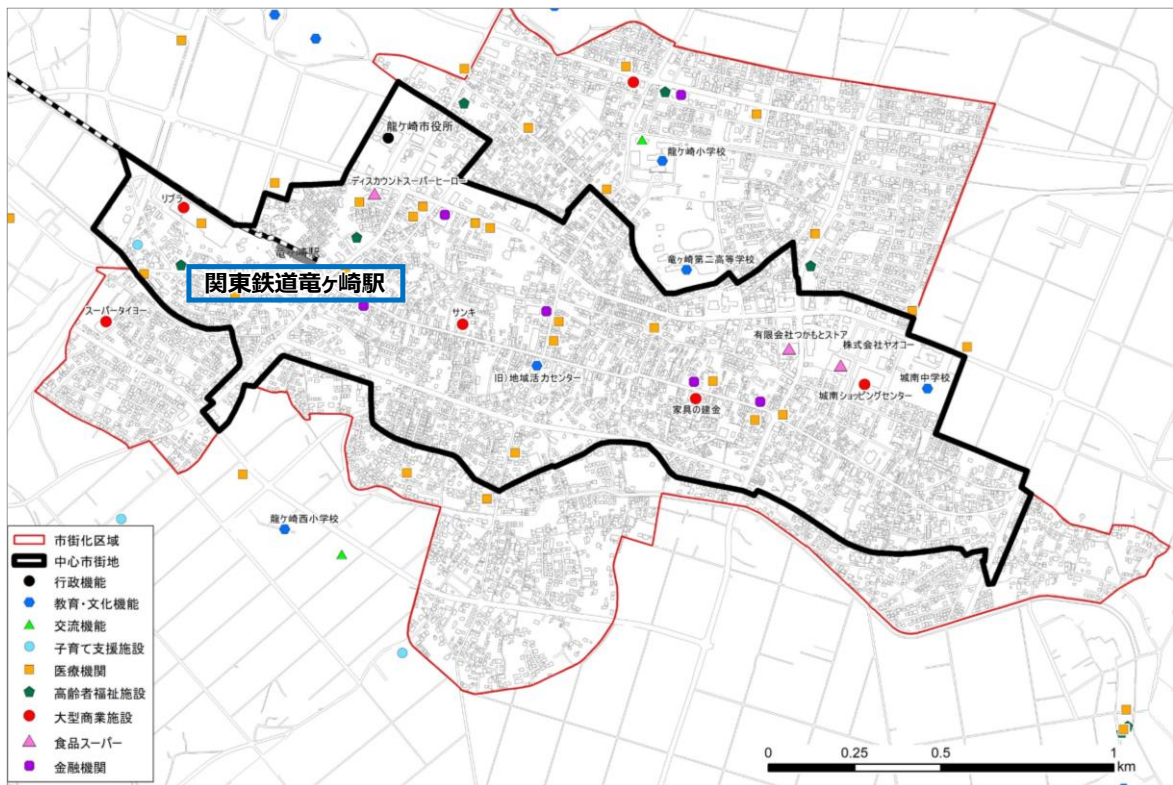 龍ケ崎市役所
ディスカウントスーパーヒーロー
龍ケ崎小学校
リブラ
竜ヶ崎駅
竜ヶ崎第二高等学校
関東鉄道竜ヶ崎駅
スーパータイヨー
サンキ
有限会社つかもとストア
株式会社ヤオコー
(旧)地域活力センター
城南中学校
城南ショッピングセンター
家具の建金
龍ケ崎西小学校
市街化区域
中心市街地
行政機能
教育・文化機能
交流機能
子育て支援施設
医療機関
高齢者福祉施設
大型商業施設
食品スーパー
金融機関
0 0.25 0.5 1
km